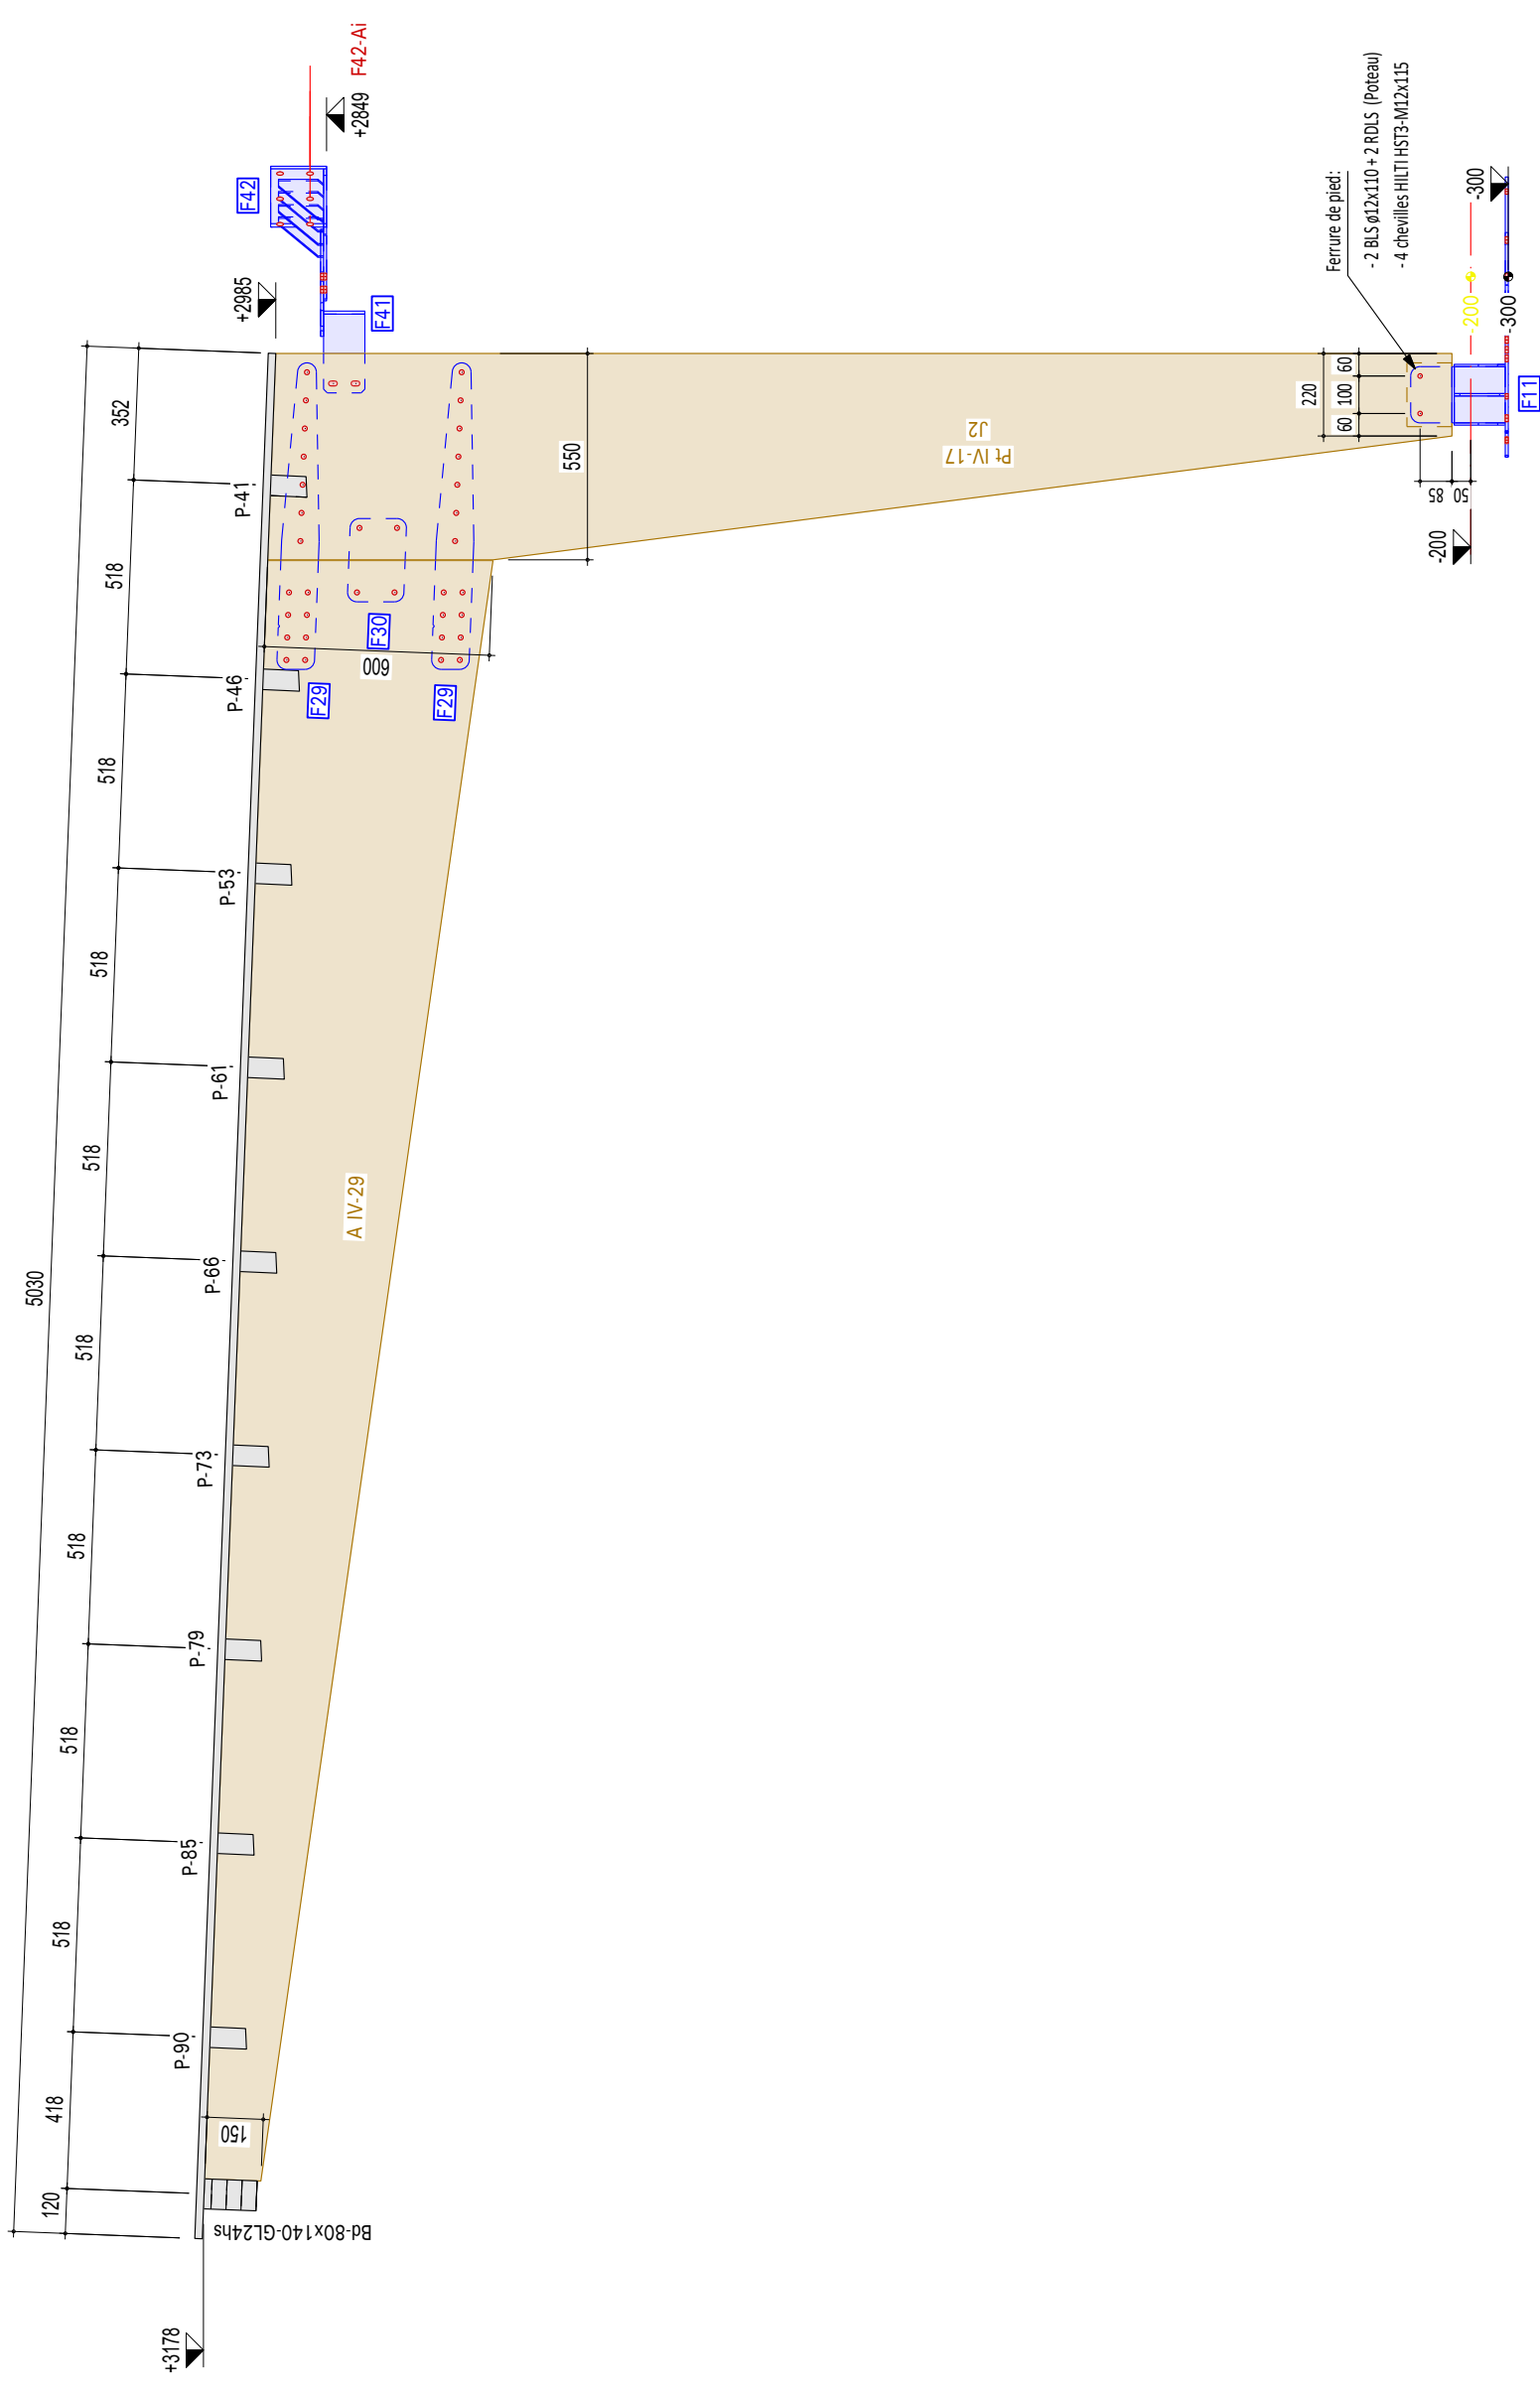 5030
352
518
518
518
518
518
518
518
518
418
120
P-41
P-46
P-53
P-61
P-66
P-73
P-79
P-85
P-90
+2985
F42
F42-Ai
+2849
F41
F30
F29
F29
600
550
A IV-29
150
Bd-80x140-GL24hs
+3178
Pt IV-17
J2
Ferrure de pied:
- 2 BLS ø12x110 + 2 RDLS (Poteau)
- 4 chevilles HILTI HST3-M12x115
220
60
100
60
85
50
-200
-200
-300
-300
F11